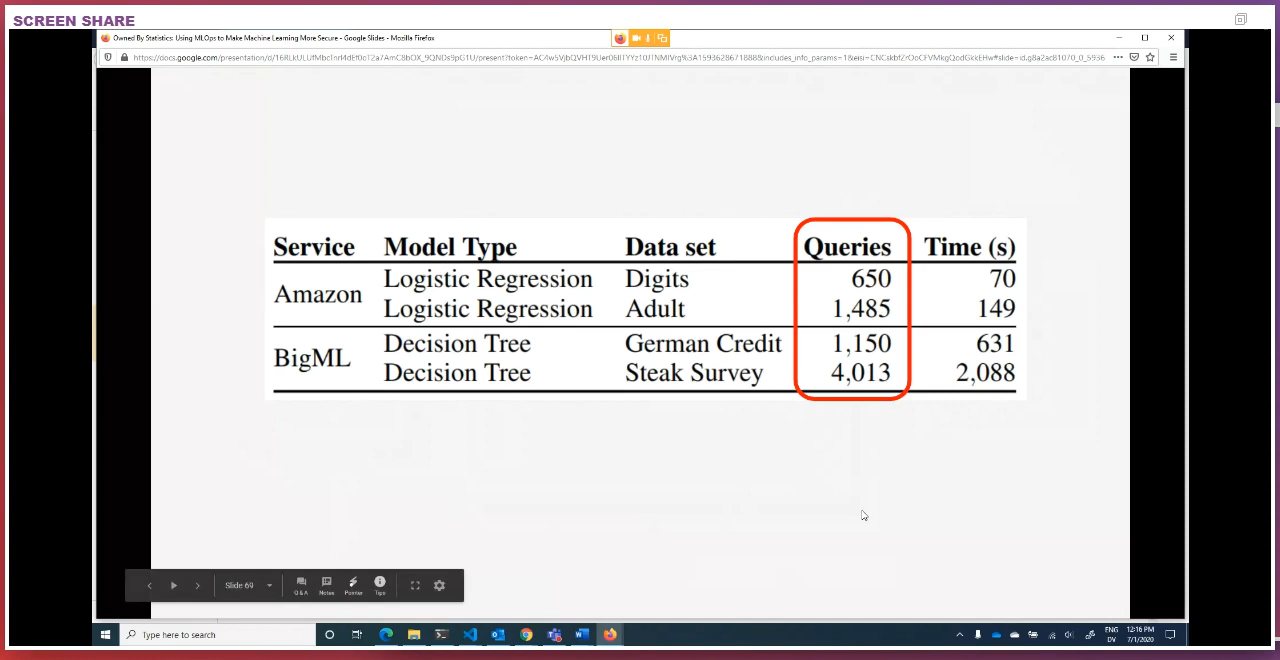 SCREEN SHARE
Owned By Statistics: Using MLOps to Make Machine Learning More Secure - Google Slides - Mozilla Firefox
Service Model Type Data set Queries Time (s)
Amazon
Logistic Regression Digits 650 70
Logistic Regression Adult 1,485 149
BigML
Decision Tree German Credit 1,150 631
Decision Tree Steak Survey 4,013 2,088
Slide 69
Q&A Notes Pointer Tips
Type here to search
ENG 12:16 PM
DV 7/1/2020